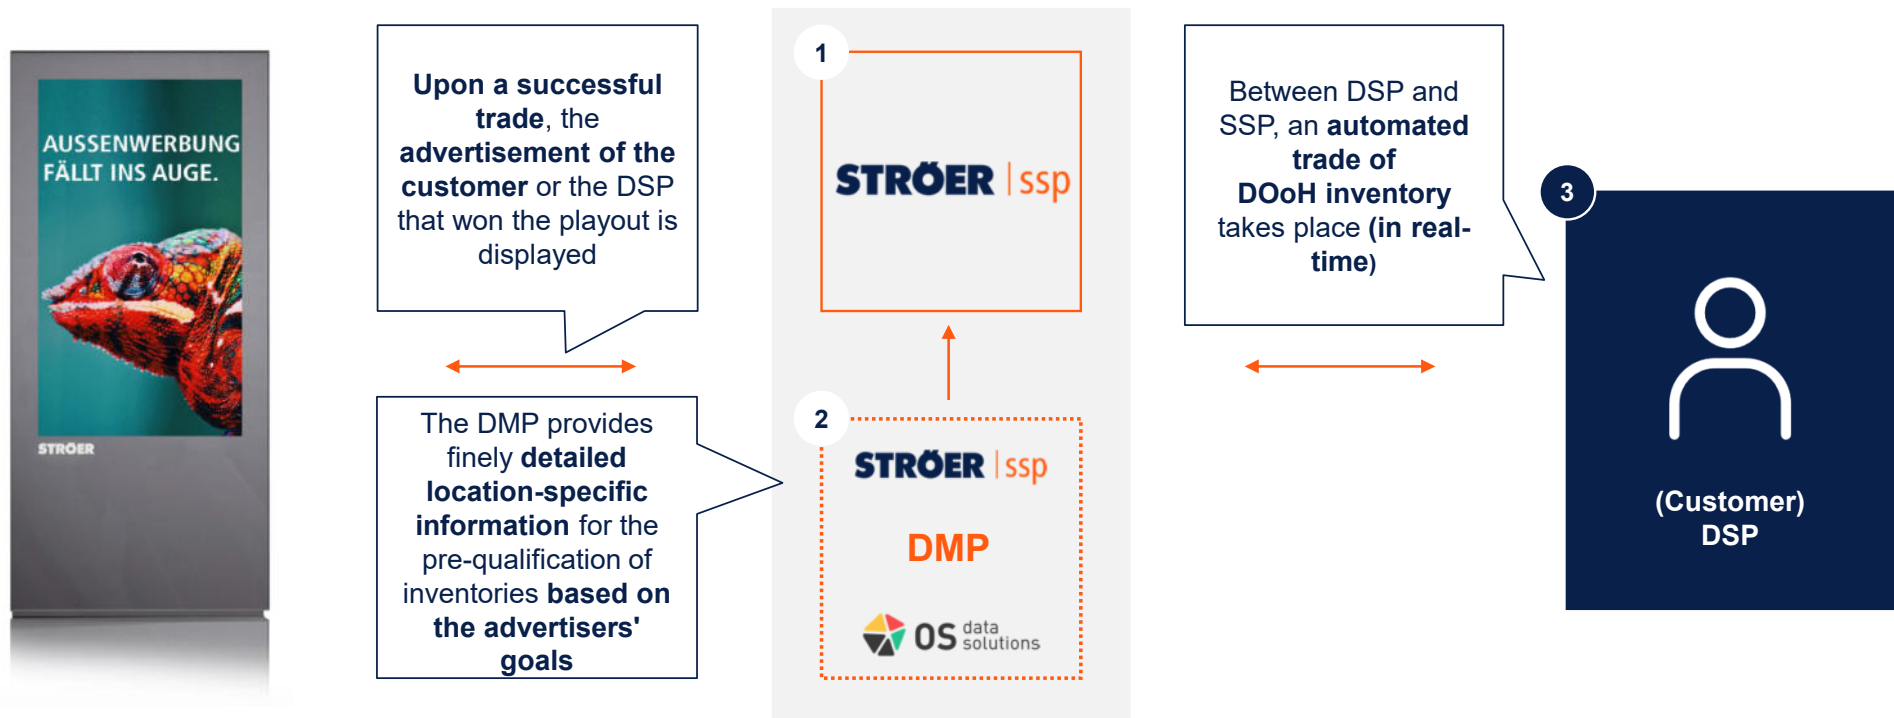 AUSSENWERBUNG
FÄLLT INS AUGE.
STRÖER
Upon a successful
trade, the
advertisement of the
customer or the DSP
that won the playout is
displayed
The DMP provides
finely detailed
location-specific
information for the
pre-qualification of
inventories based on
the advertisers'
goals
1
STRÖER | ssp
2
STRÖER | ssp
DMP
OS data
solutions
Between DSP and
SSP, an automated
trade of
DOoH inventory
takes place (in real-
time)
3
(Customer)
DSP